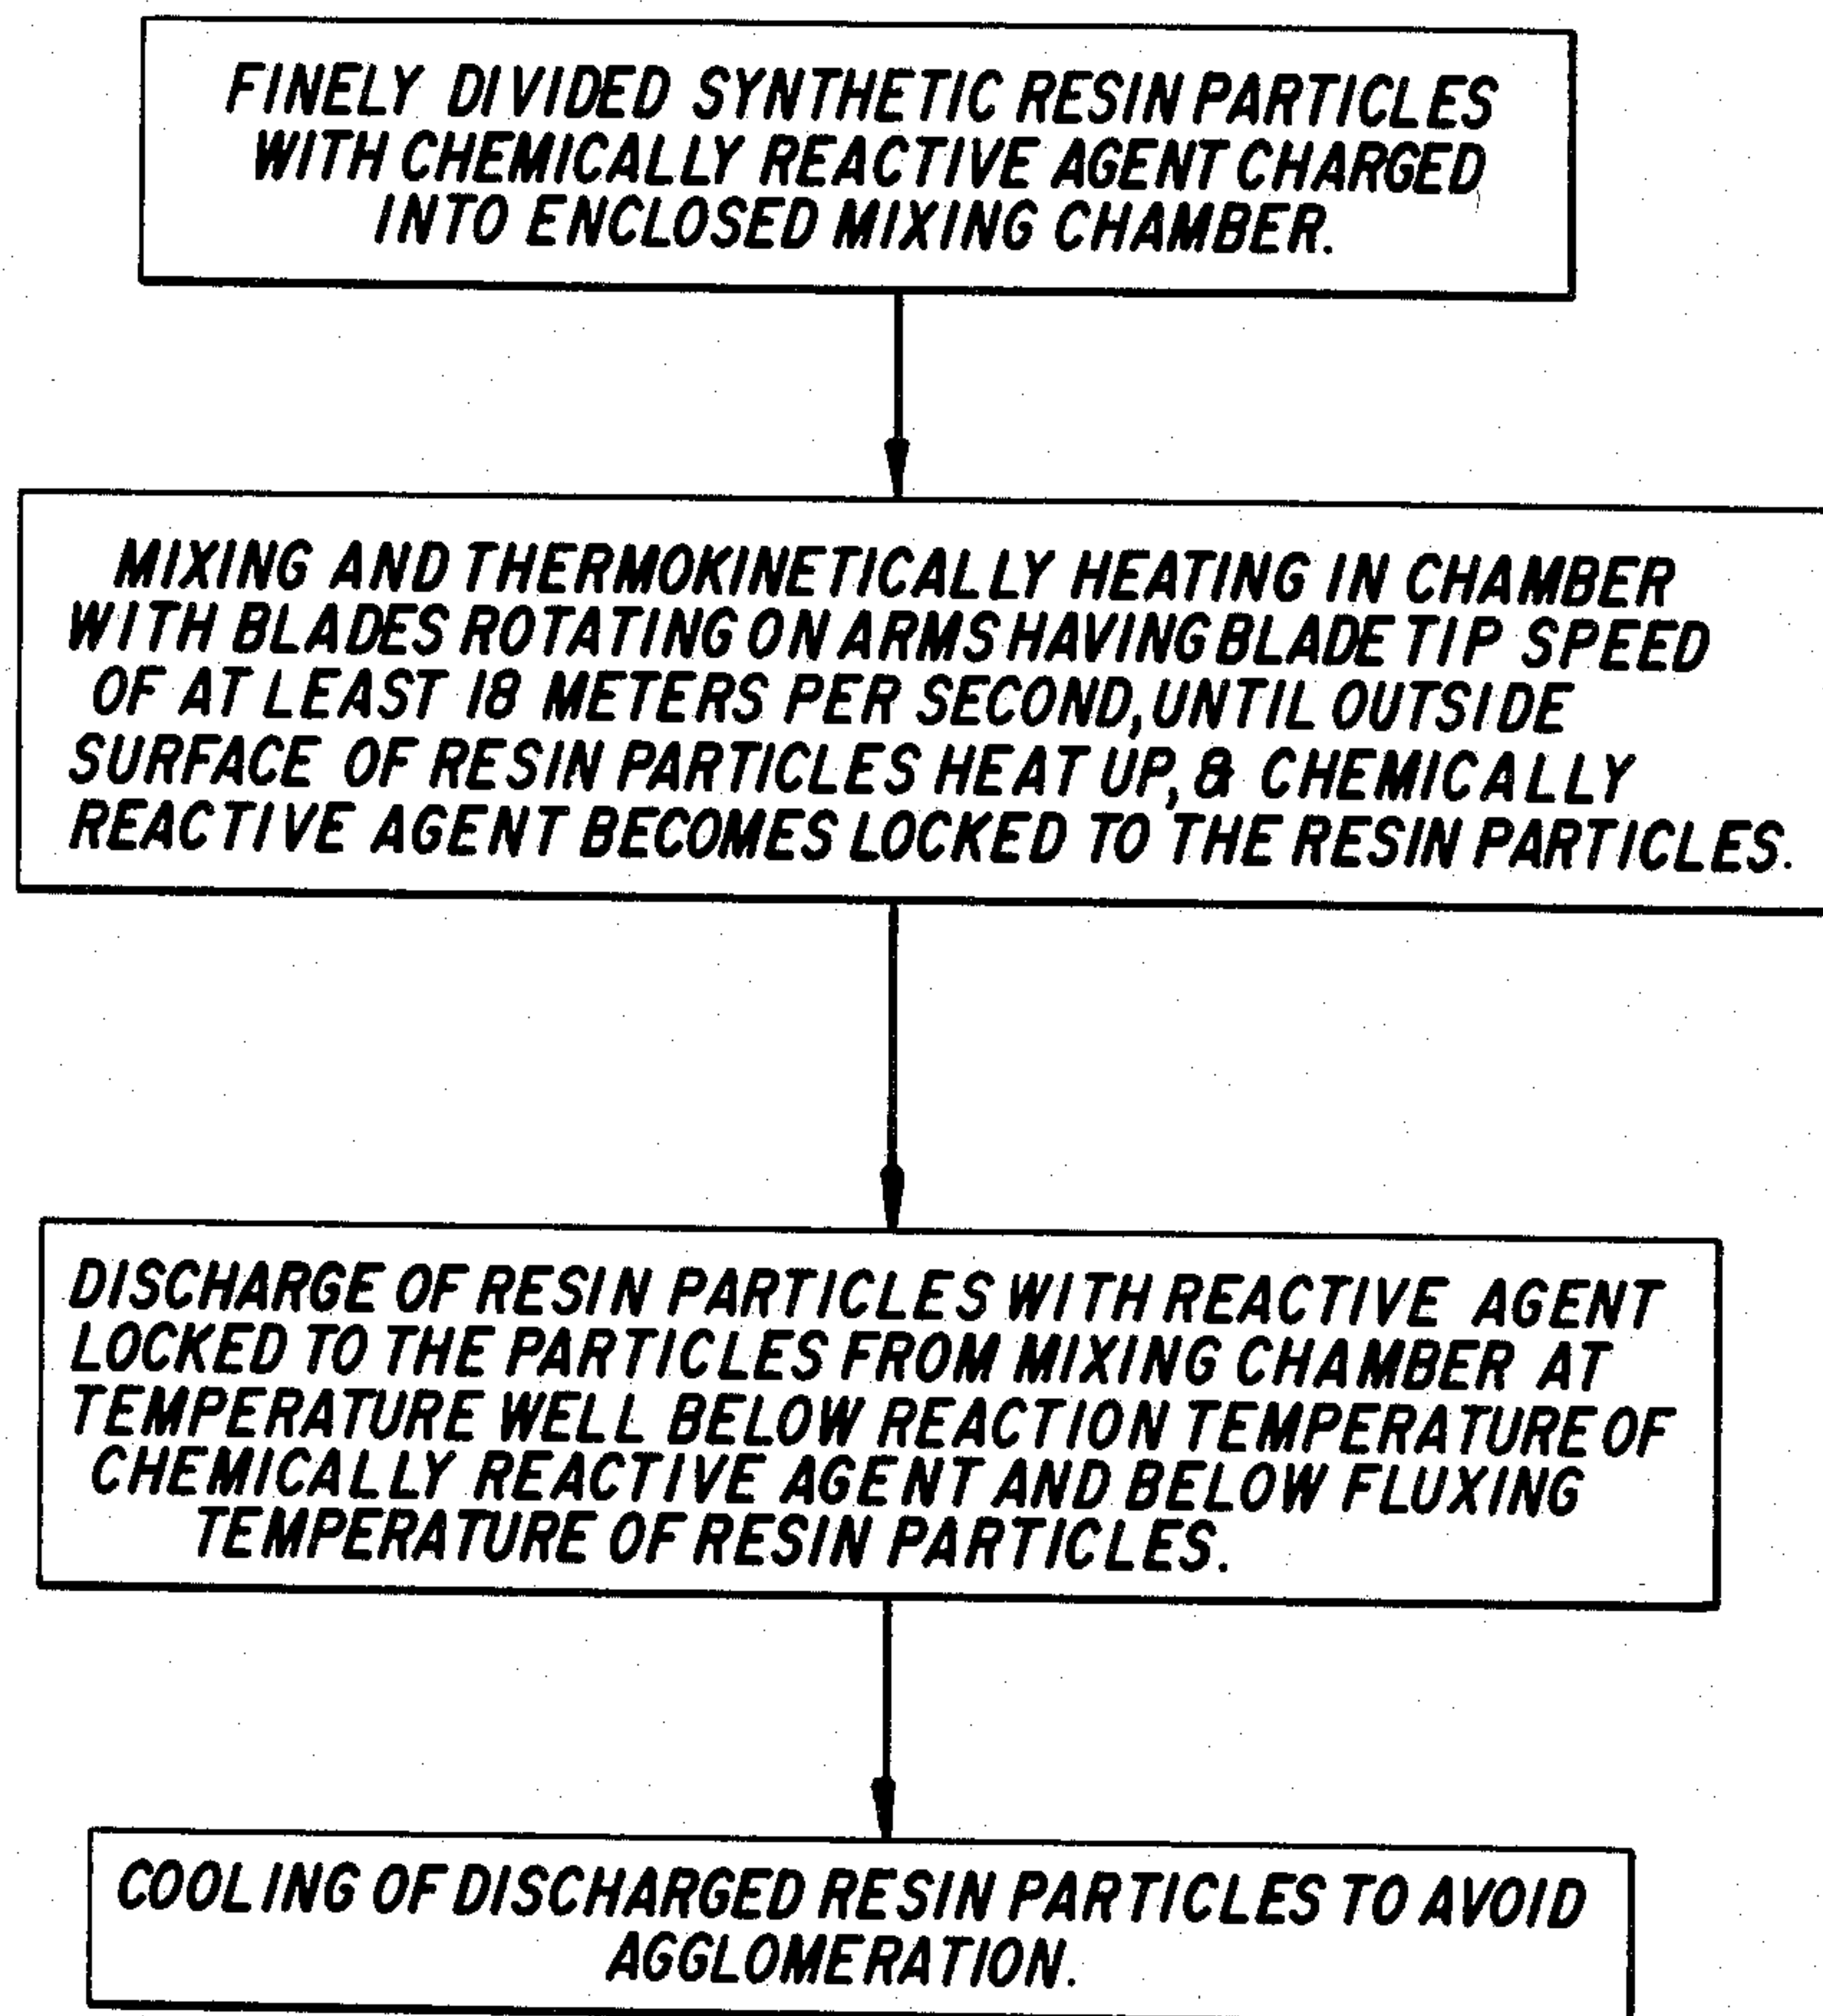 FINELY DIVIDED SYNTHETIC RESIN PARTICLES
WITH CHEMICALLY REACTIVE AGENT CHARGED
INTO ENCLOSED MIXING CHAMBER.
MIXING AND THERMOKINETICALLY HEATING IN CHAMBER
WITH BLADES ROTATING ON ARMS HAVING BLADE TIP SPEED
OF AT LEAST 18 METERS PER SECOND, UNTIL OUTSIDE
SURFACE OF RESIN PARTICLES HEAT UP, & CHEMICALLY
REACTIVE AGENT BECOMES LOCKED TO THE RESIN PARTICLES.
DISCHARGE OF RESIN PARTICLES WITH REACTIVE AGENT
LOCKED TO THE PARTICLES FROM MIXING CHAMBER AT
TEMPERATURE WELL BELOW REACTION TEMPERATURE OF
CHEMICALLY REACTIVE AGENT AND BELOW FLUXING
TEMPERATURE OF RESIN PARTICLES.
COOLING OF DISCHARGED RESIN PARTICLES TO AVOID
AGGLOMERATION.